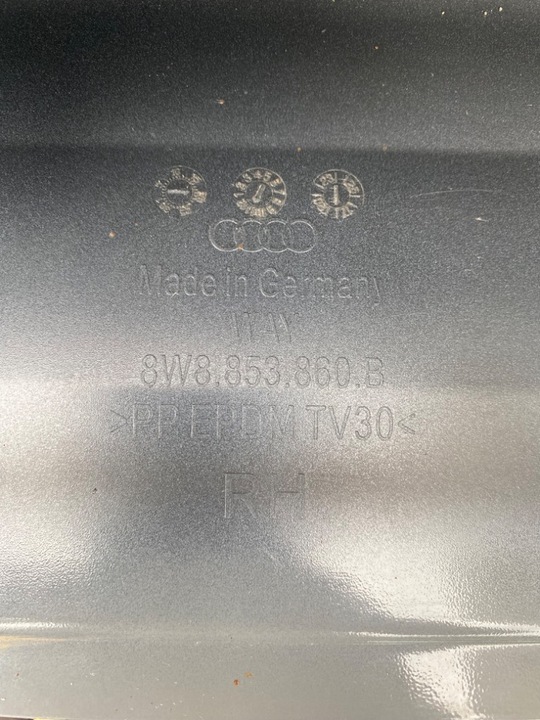 Made in Germany
8W8.853.860.B
>PP.EPDM TV30<
RH